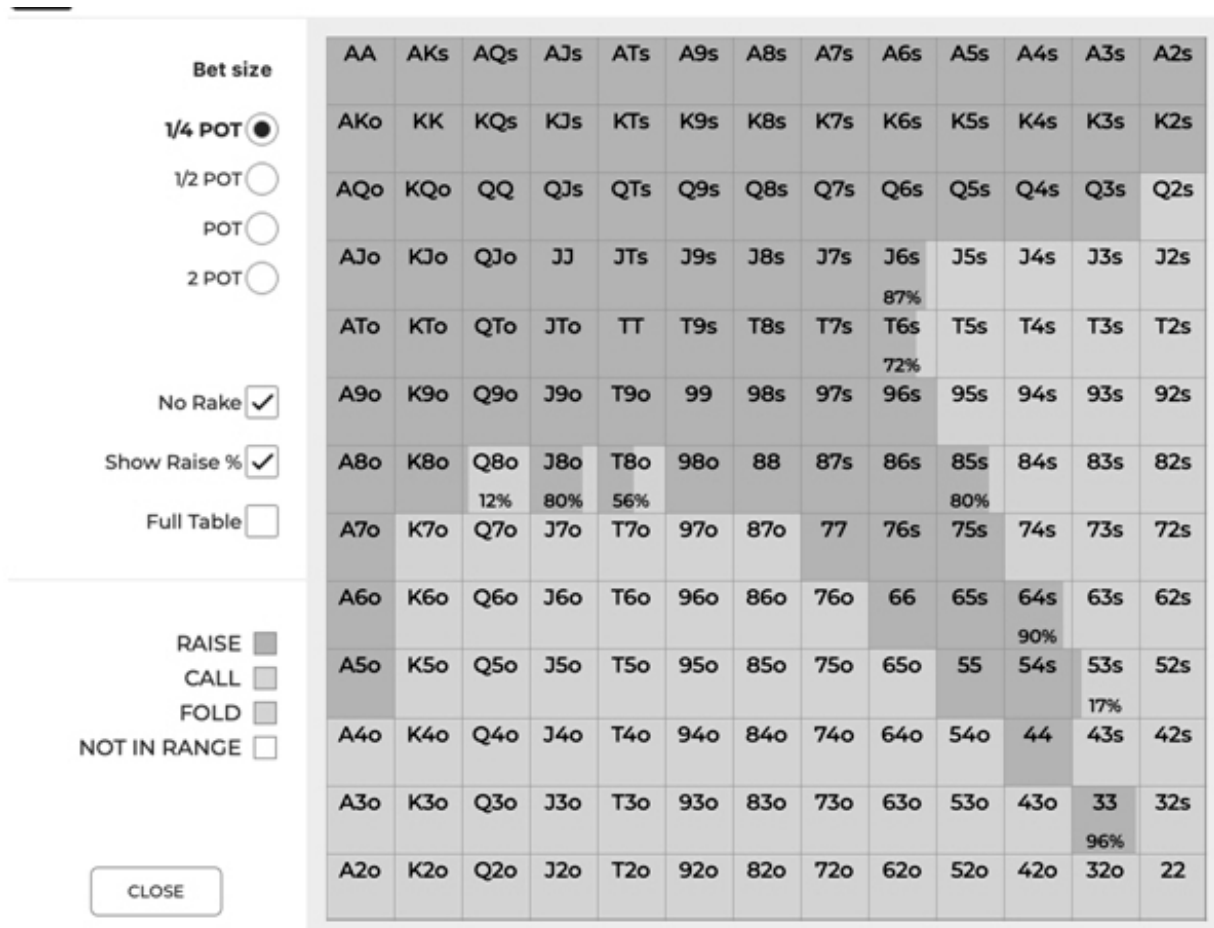 Bet size
1/4 POT
1/2 POT
POT
2 POT
No Rake
Show Raise %
Full Table
RAISE
CALL
FOLD
NOT IN RANGE
CLOSE
AA AKs AQs AJs ATs A9s A8s A7s A6s A5s A4s A3s A2s
AKo KK KQs KJs KTs K9s K8s K7s K6s K5s K4s K3s K2s
AQo KQo QQ QJs QTs Q9s Q8s Q7s Q6s Q5s Q4s Q3s Q2s
AJo KJo QJo JJ JTs J9s J8s J7s J6s J5s J4s J3s J2s
87%
ATo KTo QTo JTo TT T9s T8s T7s T6s T5s T4s T3s T2s
72%
A9o K9o Q9o J9o T9o 99 98s 97s 96s 95s 94s 93s 92s
A8o K8o Q8o J8o T8o 98o 88 87s 86s 85s 84s 83s 82s
12% 80% 56% 80%
A7o K7o Q7o J7o T7o 97o 87o 77 76s 75s 74s 73s 72s
A6o K6o Q6o J6o T6o 96o 86o 76o 66 65s 64s 63s 62s
90%
A5o K5o Q5o J5o T5o 95o 85o 75o 65o 55 54s 53s 52s
17%
A4o K4o Q4o J4o T4o 94o 84o 74o 64o 54o 44 43s 42s
A3o K3o Q3o J3o T3o 93o 83o 73o 63o 53o 43o 33 32s
96%
A2o K2o Q2o J2o T2o 92o 82o 72o 62o 52o 42o 32o 22